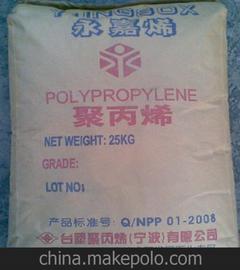 YUNGSOX
永嘉烯
POLYPROPYLENE
聚丙烯
NET WEIGHT: 25KG
GRADE:
LOT NO:
产品标准号: Q/NPP 01-2008
台塑聚丙烯(宁波)有限公司
china.makepolo.com